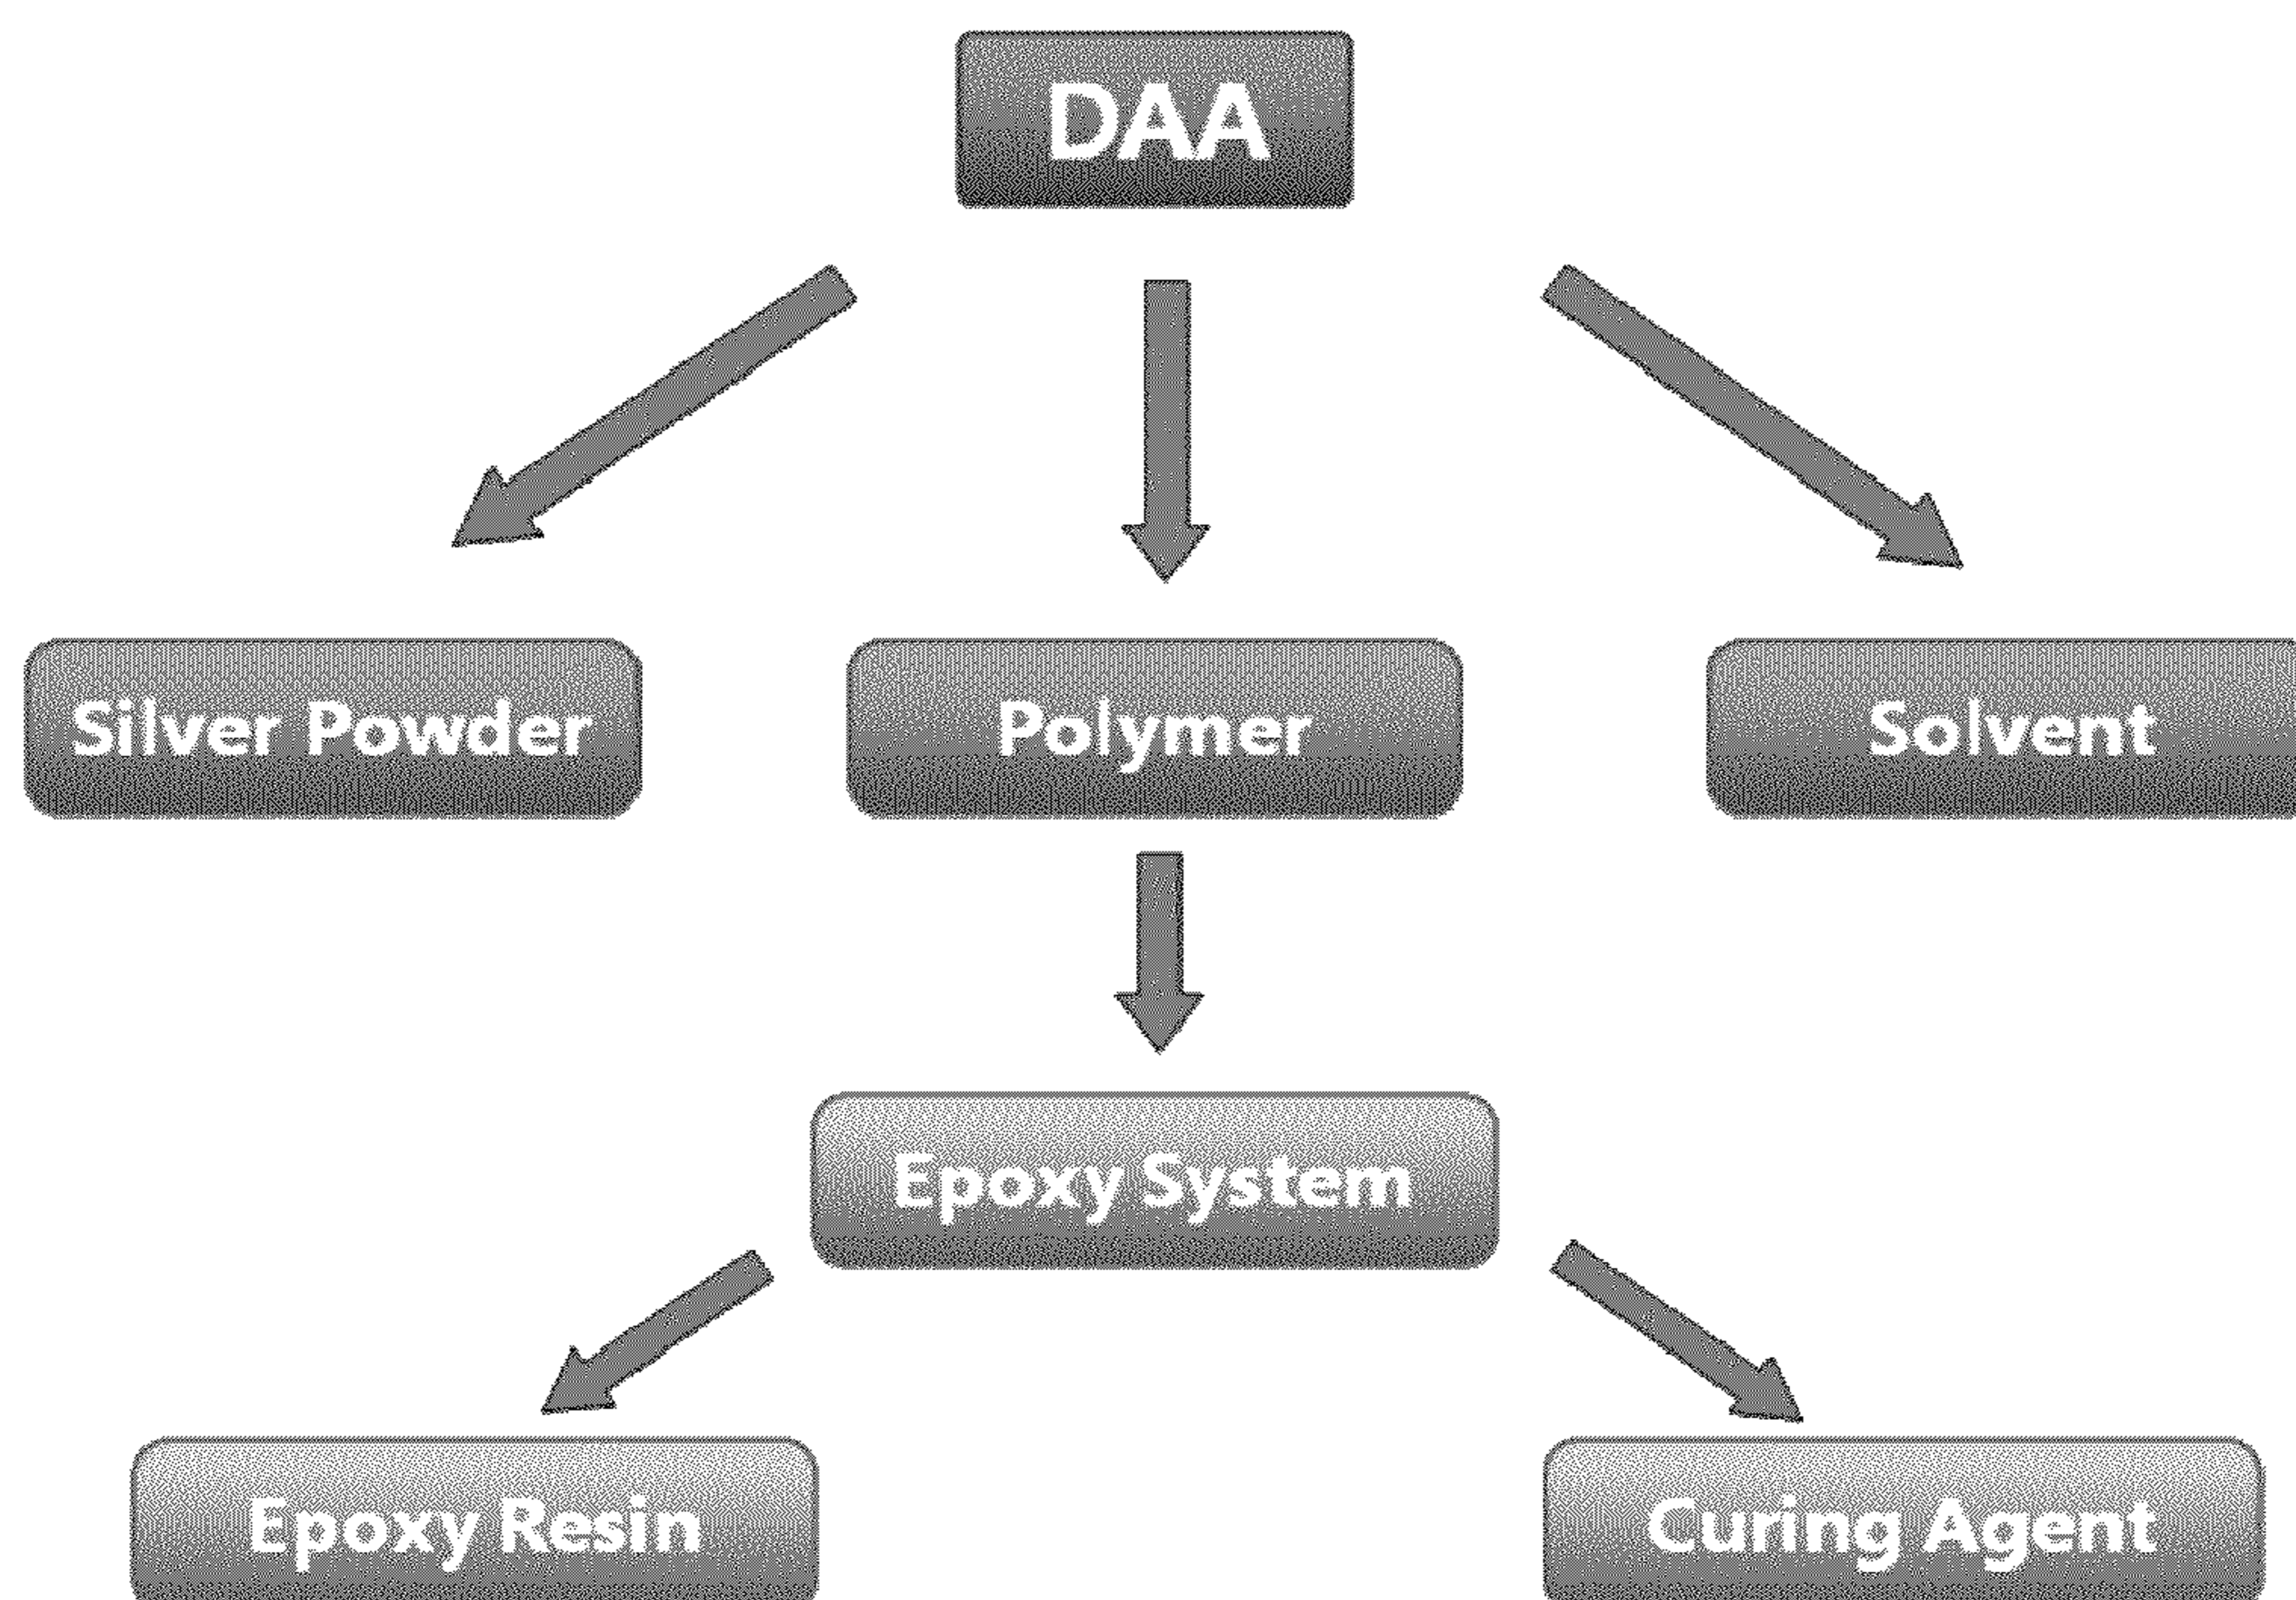 DAA
Silver Powder
Polymer
Solvent
Epoxy System
Epoxy Resin
Curing Agent